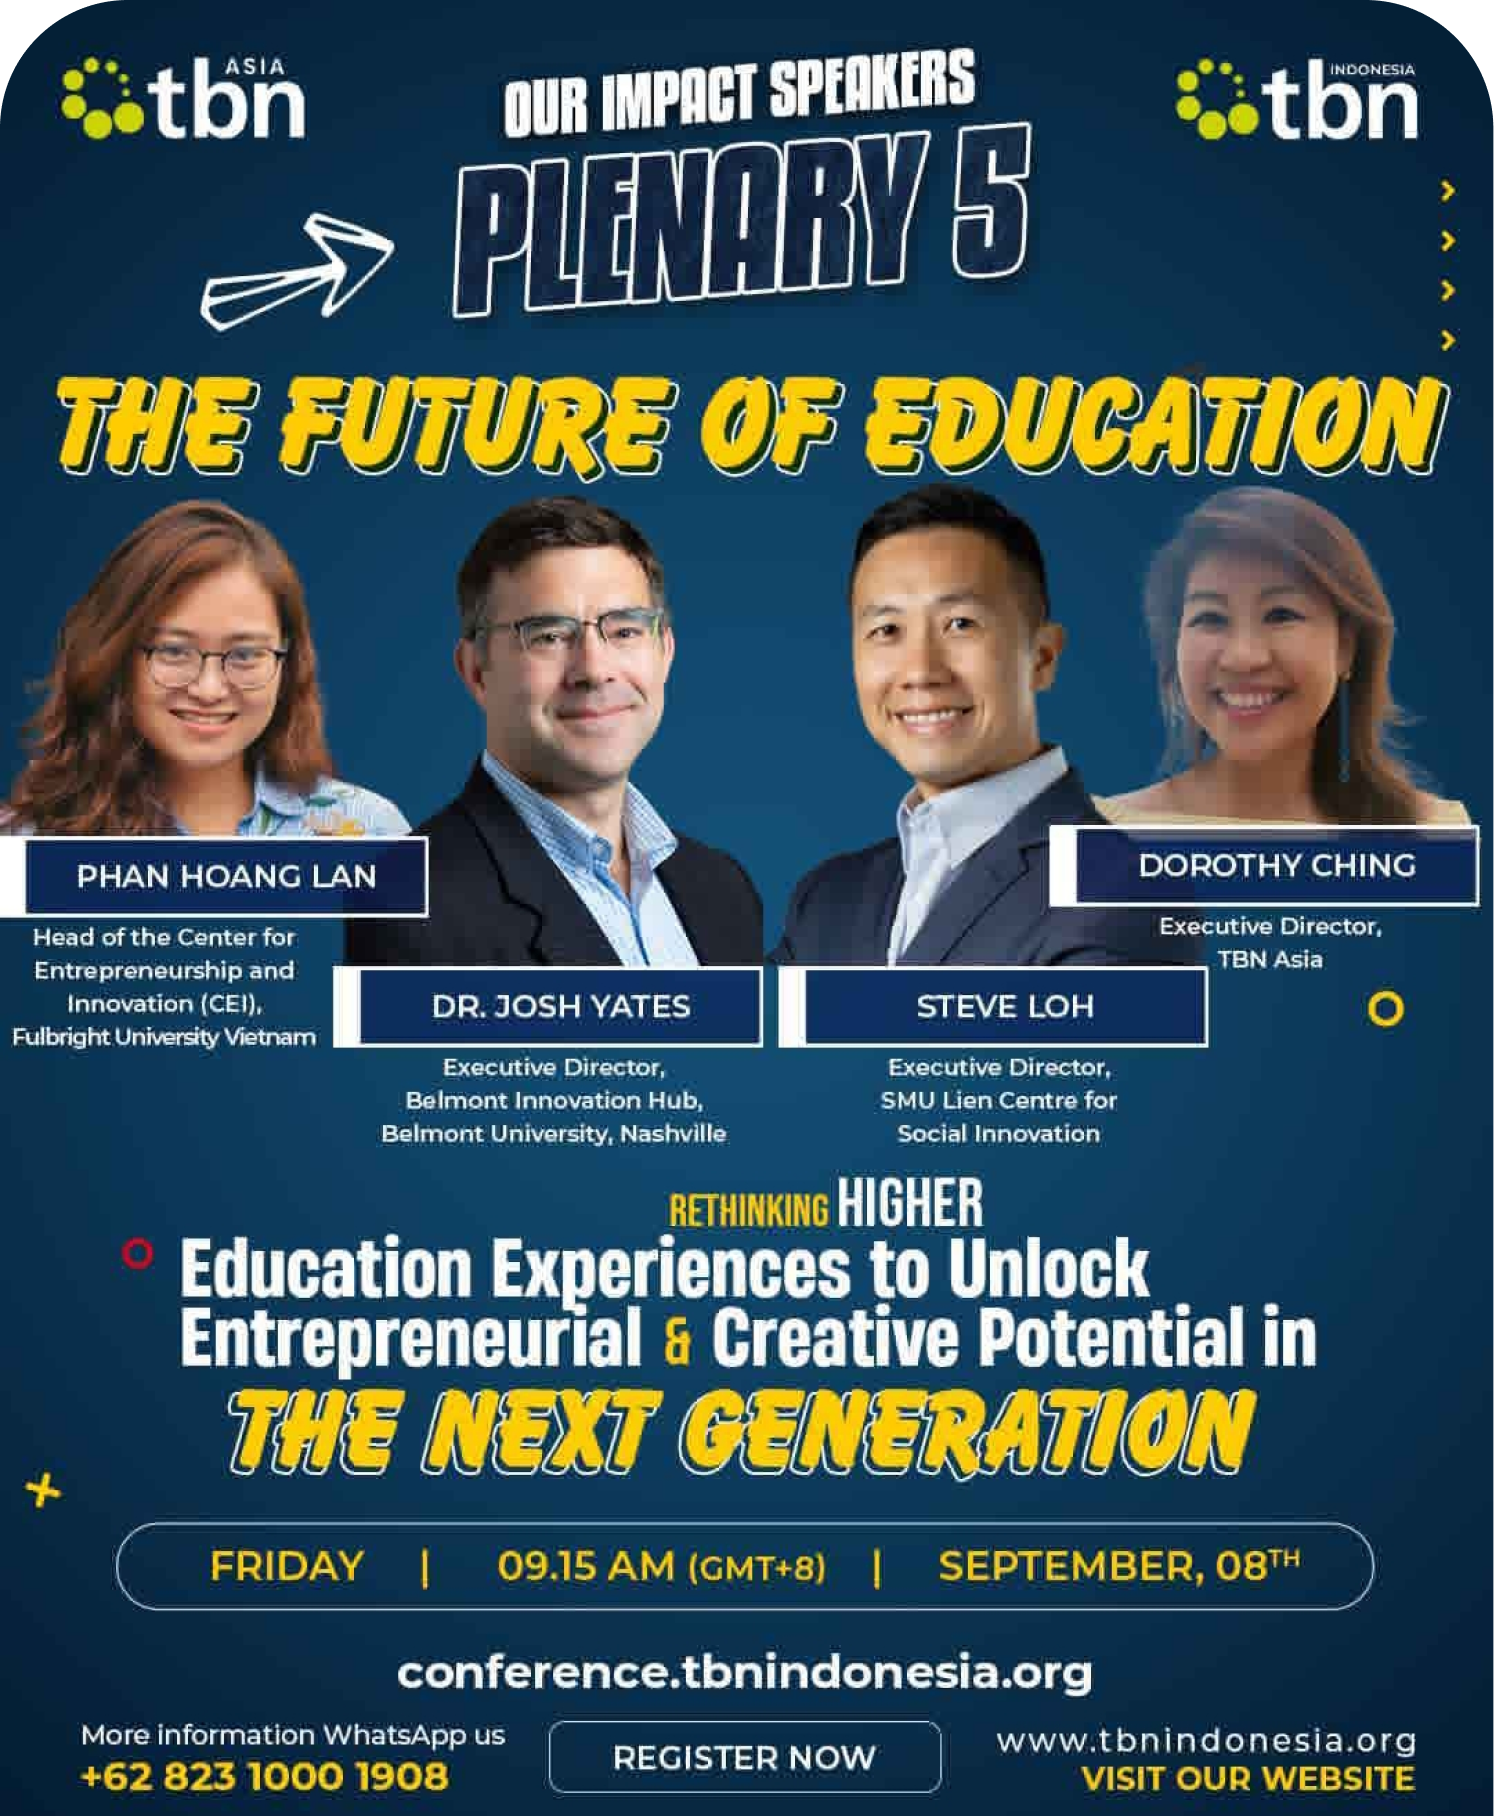 ASIA
tbn
OUR IMPACT SPEAKERS
INDONESIA
tbn
PLENARY 5
THE FUTURE OF EDUCATION
PHAN HOANG LAN
Head of the Center for
Entrepreneurship and
Innovation (CEI),
Fulbright University Vietnam
DR. JOSH YATES
Executive Director,
Belmont Innovation Hub,
Belmont University, Nashville
STEVE LOH
Executive Director,
SMU Lien Centre for
Social Innovation
DOROTHY CHING
Executive Director,
TBN Asia
RETHINKING HIGHER
Education Experiences to Unlock
Entrepreneurial & Creative Potential in
THE NEXT GENERATION
FRIDAY | 09.15 AM (GMT+8) | SEPTEMBER, 08TH
conference.tbnindonesia.org
More information WhatsApp us
+62 823 1000 1908
REGISTER NOW
www.tbnindonesia.org
VISIT OUR WEBSITE